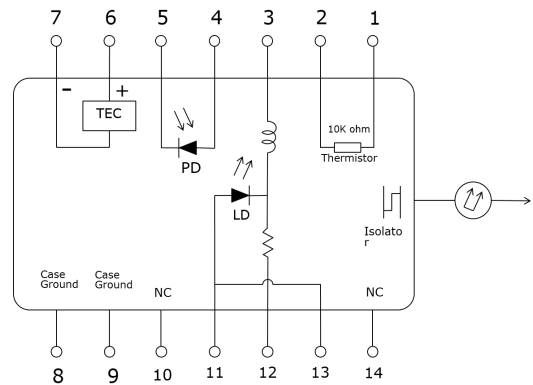 7 6 5 4 3 2 1
- +
TEC
10K ohm
Thermistor
PD
LD
Isolato
r
Case
Ground
Case
Ground
NC
NC
8 9 10 11 12 13 14